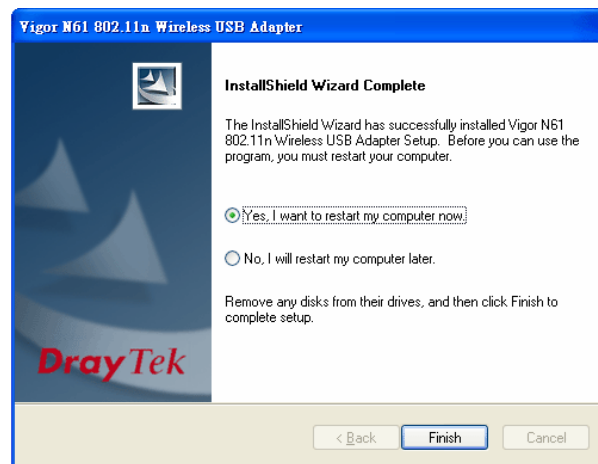 Vigor N61 802.11n Wireless USB Adapter
InstallShield Wizard Complete
The InstallShield Wizard has successfully installed Vigor N61
802.11n Wireless USB Adapter Setup. Before you can use the
program, you must restart your computer.
Yes, I want to restart my computer now.
No, I will restart my computer later.
Remove any disks from their drives, and then click Finish to
complete setup.
DrayTek
< Back
Finish
Cancel